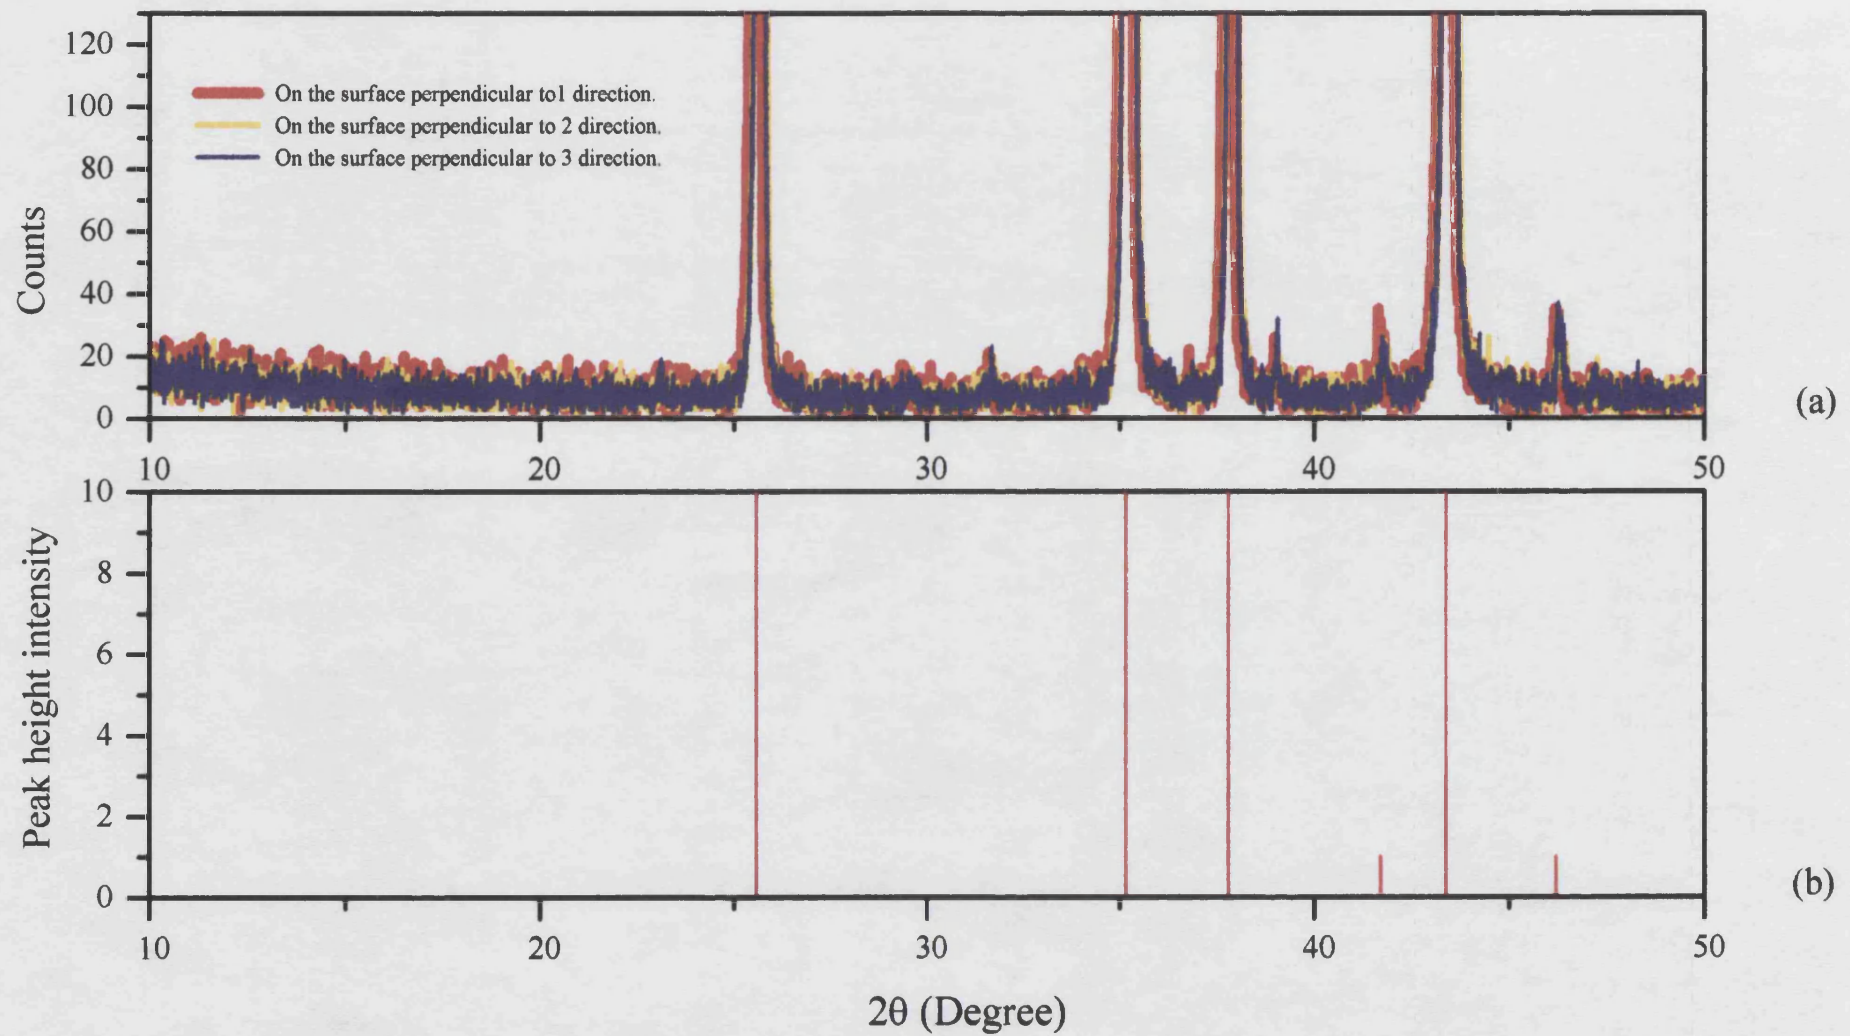 120
100
80
60
40
20
0
Counts
On the surface perpendicular to1 direction.
On the surface perpendicular to 2 direction.
On the surface perpendicular to 3 direction.
(a)
10 20 30 40 50
10
8
6
4
2
0
Peak height intensity
(b)
10 20 30 40 50
2θ (Degree)